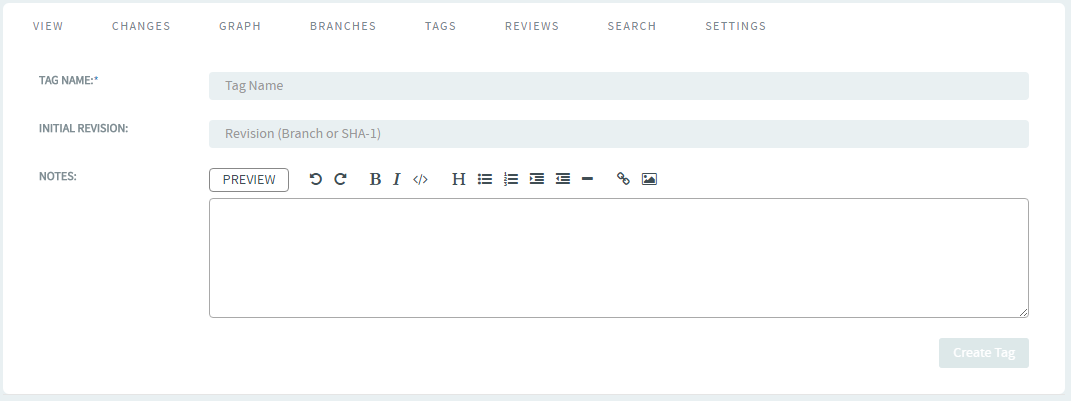 VIEW CHANGES GRAPH BRANCHES TAGS REVIEWS SEARCH SETTINGS
TAG NAME:* Tag Name
INITIAL REVISION: Revision (Branch or SHA-1)
NOTES: PREVIEW B I </> H
Create Tag